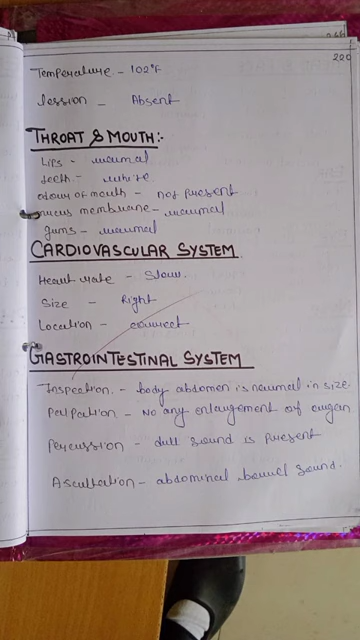 220
Temperature - 102°F
Lession - Absent
THROAT & MOUTH:-
Lips - normal
teeth - white
odour of mouth - not present
mucus membrane - normal
gums - normal
CARDIOVASCULAR SYSTEM
Heart rate - Slow.
Size - Right
Location - correct
GASTROINTESTINAL SYSTEM
Inspection - body abdomen is normal in size
Palpation - No any enlargement of organ
Percussion - dull sound is present
Ascultation - abdominal bowel sound.